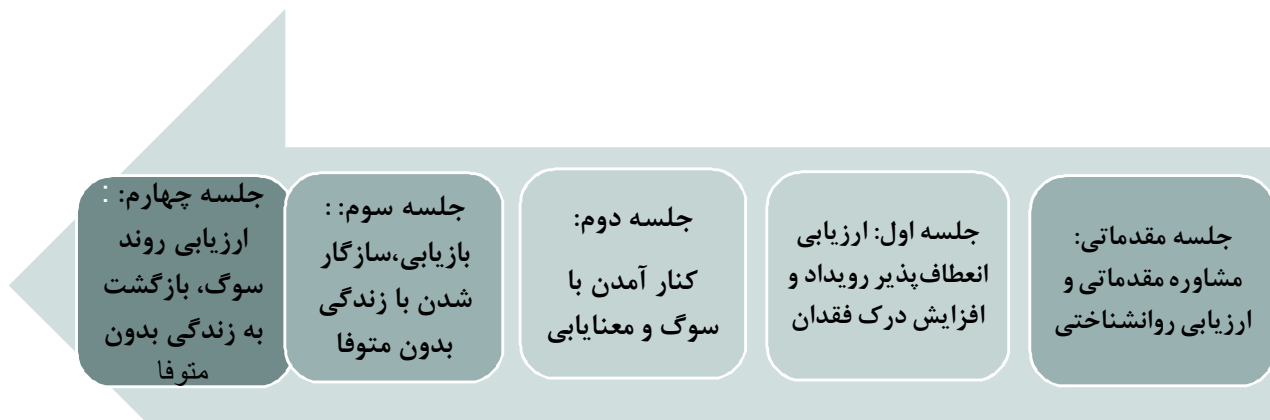 جلسه مقدماتی:
مشاوره مقدماتی و
ارزیابی روانشناختی
جلسه اول: ارزیابی
انعطاف‌پذیر رویداد و
افزایش درک فقدان
جلسه دوم:
کنار آمدن با
سوگ و معنایابی
جلسه سوم: :
بازیابی،سازگار
شدن با زندگی
بدون متوفا
جلسه چهارم: :
ارزیابی روند
سوگ، بازگشت
به زندگی بدون
متوفا